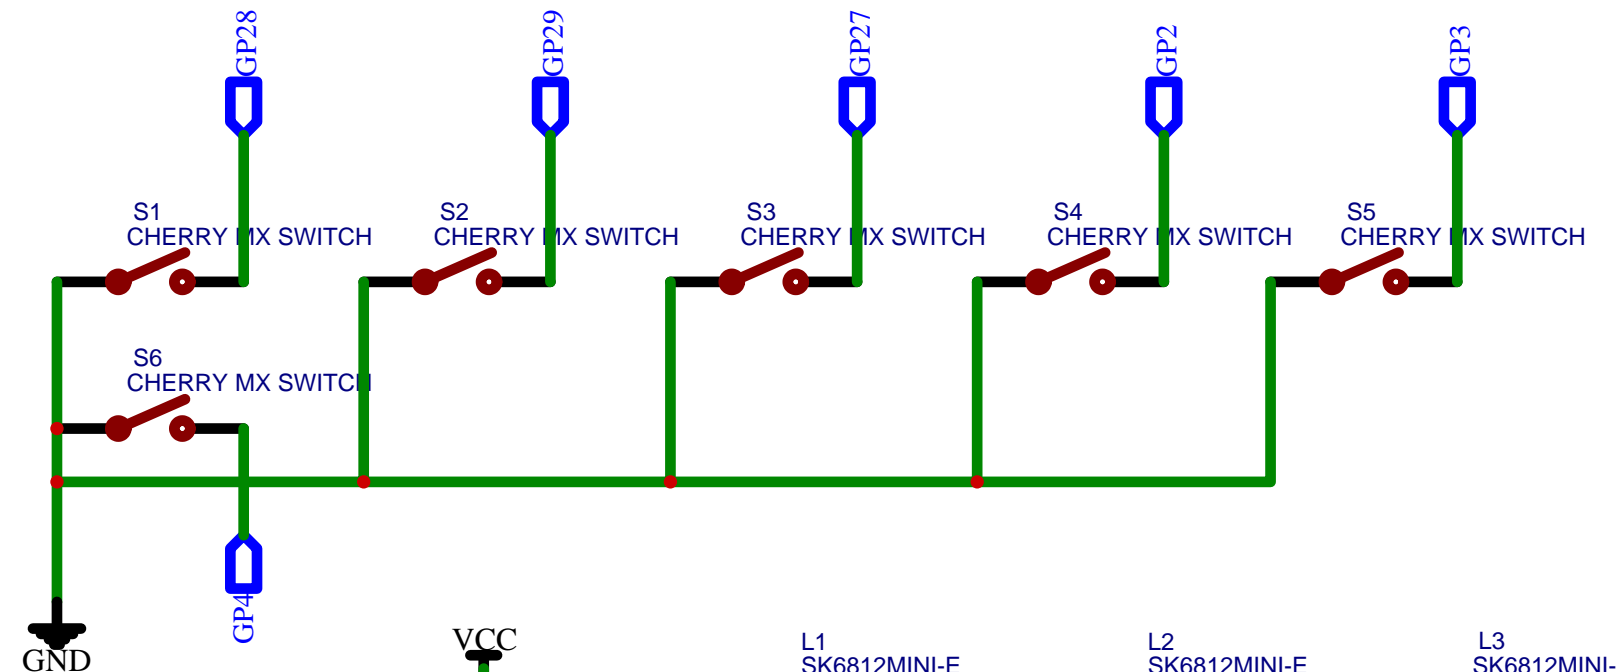 GP28
GP29
GP27
GP2
GP3
S1
CHERRY MX SWITCH
S2
CHERRY MX SWITCH
S3
CHERRY MX SWITCH
S4
CHERRY MX SWITCH
S5
CHERRY MX SWITCH
S6
CHERRY MX SWITCH
GP4
GND
VCC
L1
SK6812MINI-E
L2
SK6812MINI-E
L3
SK6812MINI-